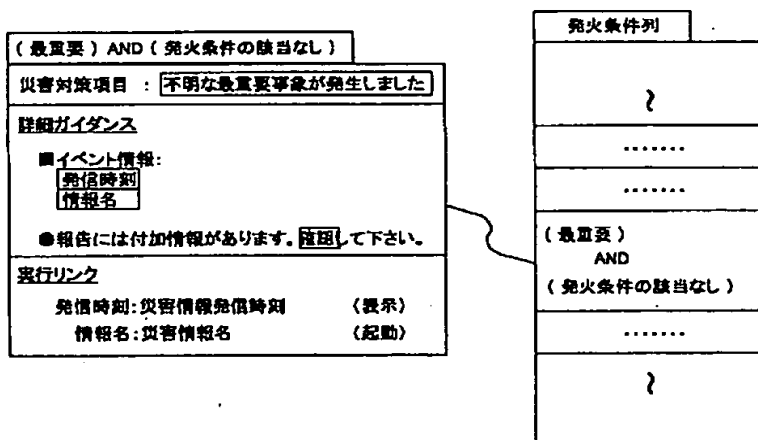 (最重要) AND (発火条件の該当なし)
災害対策項目 : 不明な最重要事象が発生しました
詳細ガイダンス
■イベント情報:
発信時刻
情報名
●報告には付加情報があります。確認して下さい。
実行リンク
発信時刻:災害情報発信時刻 (表示)
情報名:災害情報名 (起動)
発火条件列
.......
.......
(最重要)
AND
(発火条件の該当なし)
.......